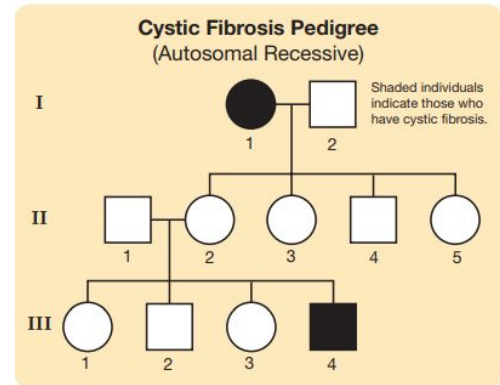 Cystic Fibrosis Pedigree
(Autosomal Recessive)
I
Shaded individuals
indicate those who
have cystic fibrosis.
1 2
II
1 2 3 4 5
III
1 2 3 4